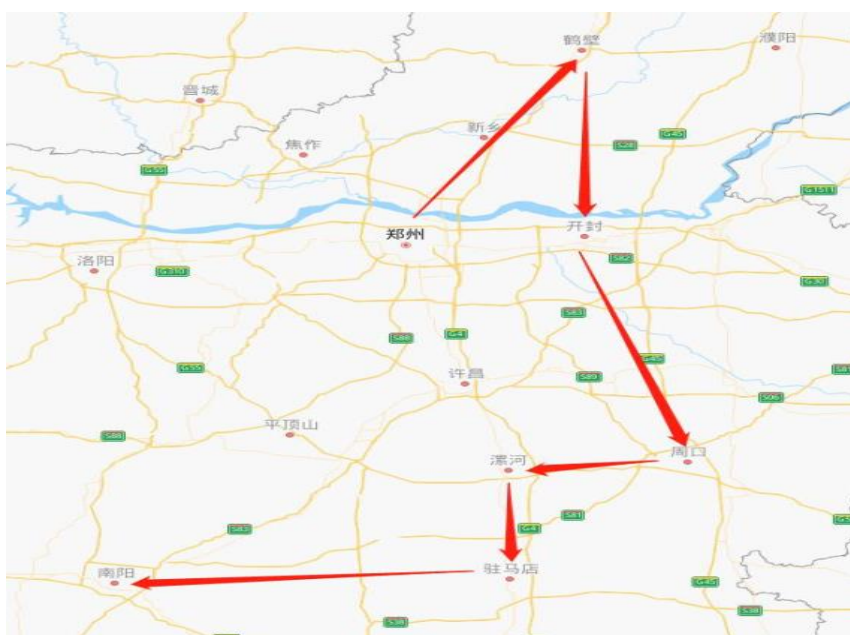 鹤壁
濮阳
晋城
新乡
G45
焦作
S28
G55
G1511
开封
郑州
S82
洛阳
G310
G30
S83
G4
S88
G45
许昌
G55
S89
S81
S06
平顶山
S88
周口
漯河
S81
G4
S83
驻马店
南阳
G45
S38
S38